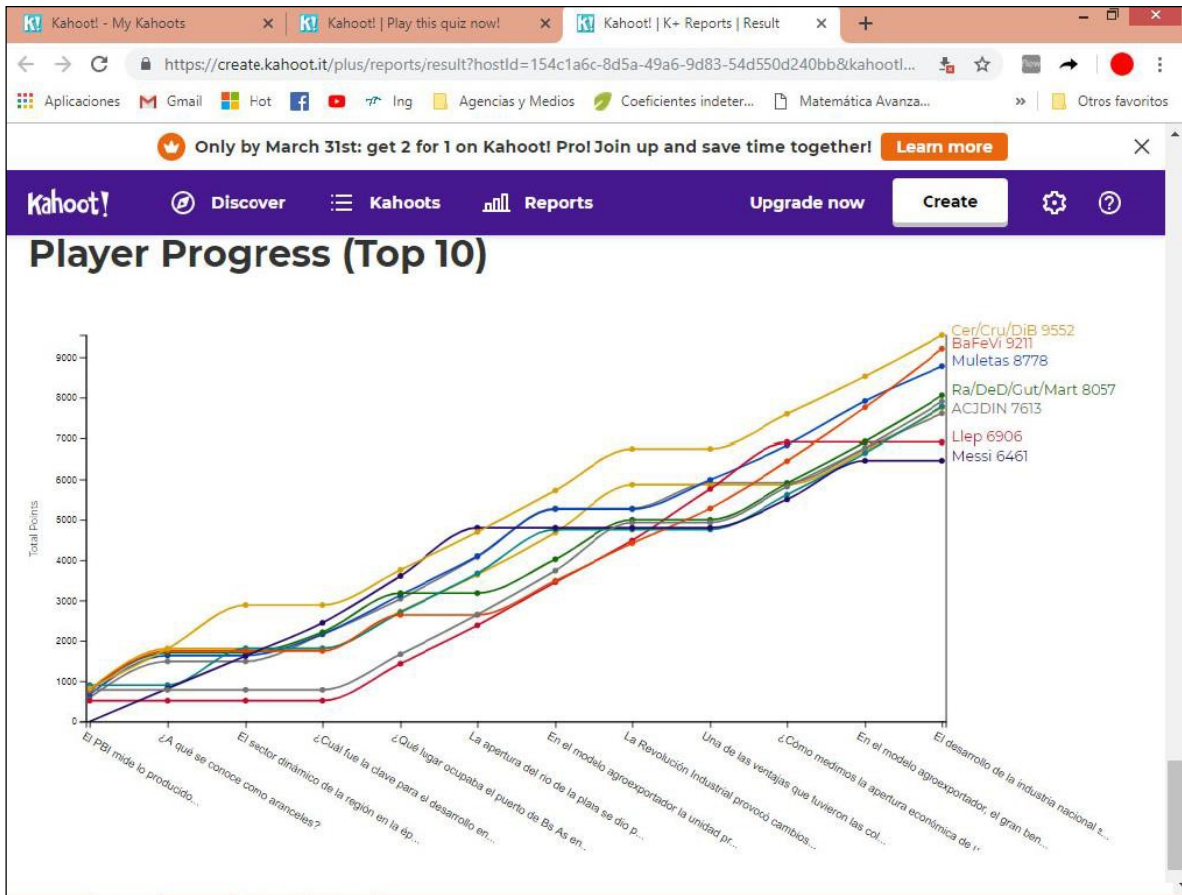 Kahoot! - My Kahoots
Kahoot! | Play this quiz now!
Kahoot! | K+ Reports | Result
https://create.kahoot.it/plus/reports/result?hostId=154c1a6c-8d5a-49a6-9d83-54d550d240bb&kahootI...
Aplicaciones
Gmail
Hot
Ing
Agencias y Medios
Coeficientes indeter...
Matemática Avanza...
»
Otros favoritos
Only by March 31st: get 2 for 1 on Kahoot! Pro! Join up and save time together!
Learn more
Kahoot!
Discover
Kahoots
Reports
Upgrade now
Create
Player Progress (Top 10)
Total Points
9000
8000
7000
6000
5000
4000
3000
2000
1000
0
Cer/Cru/DiB 9552
BaFeVi 9211
Muletas 8778
Ra/DeD/Gut/Mart 8057
ACJDIN 7613
Llep 6906
Messi 6461
El PBI mide lo producido...
¿A qué se conoce como aranceles?
El sector dinámico de la región en la ép...
¿Cuál fue la clave para el desarrollo en...
¿Qué lugar ocupaba el puerto de Bs As en...
La apertura del río de la plata se dio p...
En el modelo agroexportador la unidad pr...
La Revolución Industrial provocó cambios...
Una de las ventajas que tuvieron las col...
¿Cómo medimos la apertura económica de
En el modelo agroexportador, el gran ben...
El desarrollo de la industria nacional s...